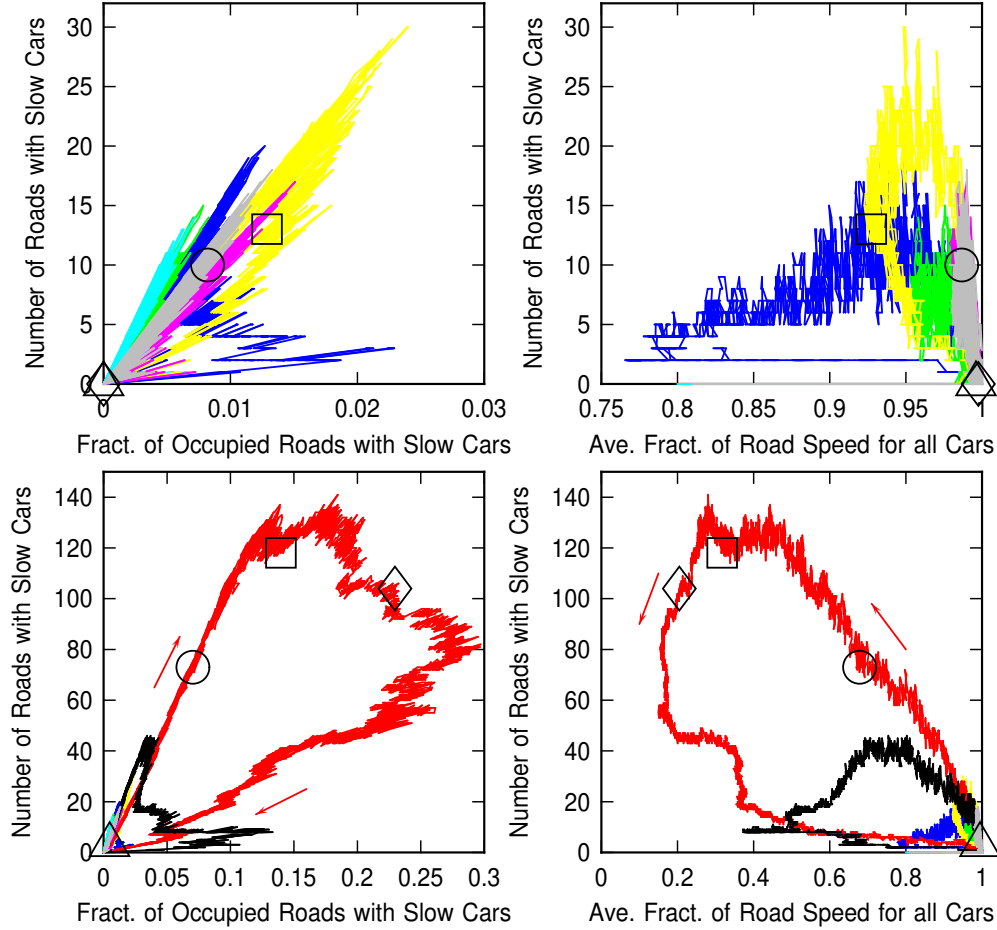 Number of Roads with Slow Cars
30
25
20
15
10
5
0
0 0.01 0.02 0.03
Fract. of Occupied Roads with Slow Cars
Number of Roads with Slow Cars
30
25
20
15
10
5
0
0.75 0.8 0.85 0.9 0.95 1
Ave. Fract. of Road Speed for all Cars
Number of Roads with Slow Cars
140
120
100
80
60
40
20
0
0 0.05 0.1 0.15 0.2 0.25 0.3
Fract. of Occupied Roads with Slow Cars
Number of Roads with Slow Cars
140
120
100
80
60
40
20
0
0 0.2 0.4 0.6 0.8 1
Ave. Fract. of Road Speed for all Cars